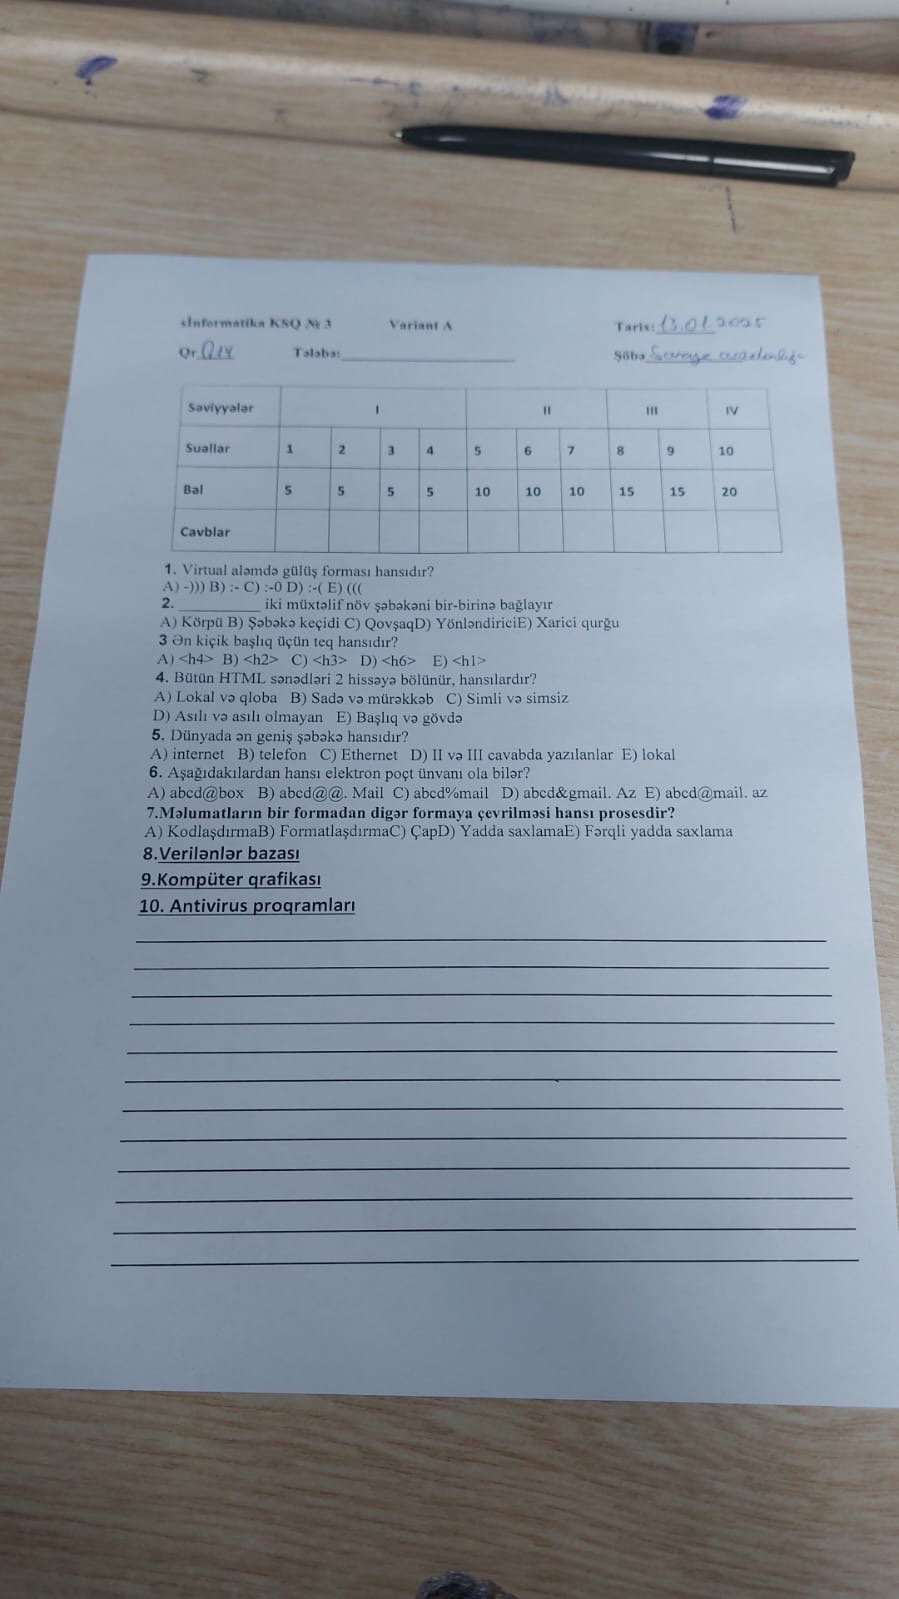 İnformatika KSQ № 3 Variant A Tarix: 13.01.2025
Qr. Tələbə: Şöbə
Səviyyələr I II III IV
Suallar 1 2 3 4 5 6 7 8 9 10
Bal 5 5 5 5 10 10 10 15 15 20
Cavblar
1. Virtual aləmdə gülüş forması hansıdır?
A) -))) B) :- C) :-0 D) :-( E) (((
2. __________ iki müxtəlif növ şəbəkəni bir-birinə bağlayır
A) Körpü B) Şəbəkə keçidi C) QovşaqD) YönləndiriciE) Xarici qurğu
3 Ən kiçik başlıq üçün teq hansıdır?
A) <h4> B) <h2> C) <h3> D) <h6> E) <h1>
4. Bütün HTML sənədləri 2 hissəyə bölünür, hansılardır?
A) Lokal və qloba B) Sadə və mürəkkəb C) Simli və simsiz
D) Asılı və asılı olmayan E) Başlıq və gövdə
5. Dünyada ən geniş şəbəkə hansıdır?
A) internet B) telefon C) Ethernet D) II və III cavabda yazılanlar E) lokal
6. Aşağıdakılardan hansı elektron poçt ünvanı ola bilər?
A) abcd@box B) abcd@@. Mail C) abcd%mail D) abcd&gmail. Az E) abcd@mail. az
7.Məlumatların bir formadan digər formaya çevrilməsi hansı prosesdir?
A) KodlaşdırmaB) FormatlaşdırmaC) ÇapD) Yadda saxlamaE) Fərqli yadda saxlama
8.Verilənlər bazası
9.Kompüter qrafikası
10. Antivirus proqramları